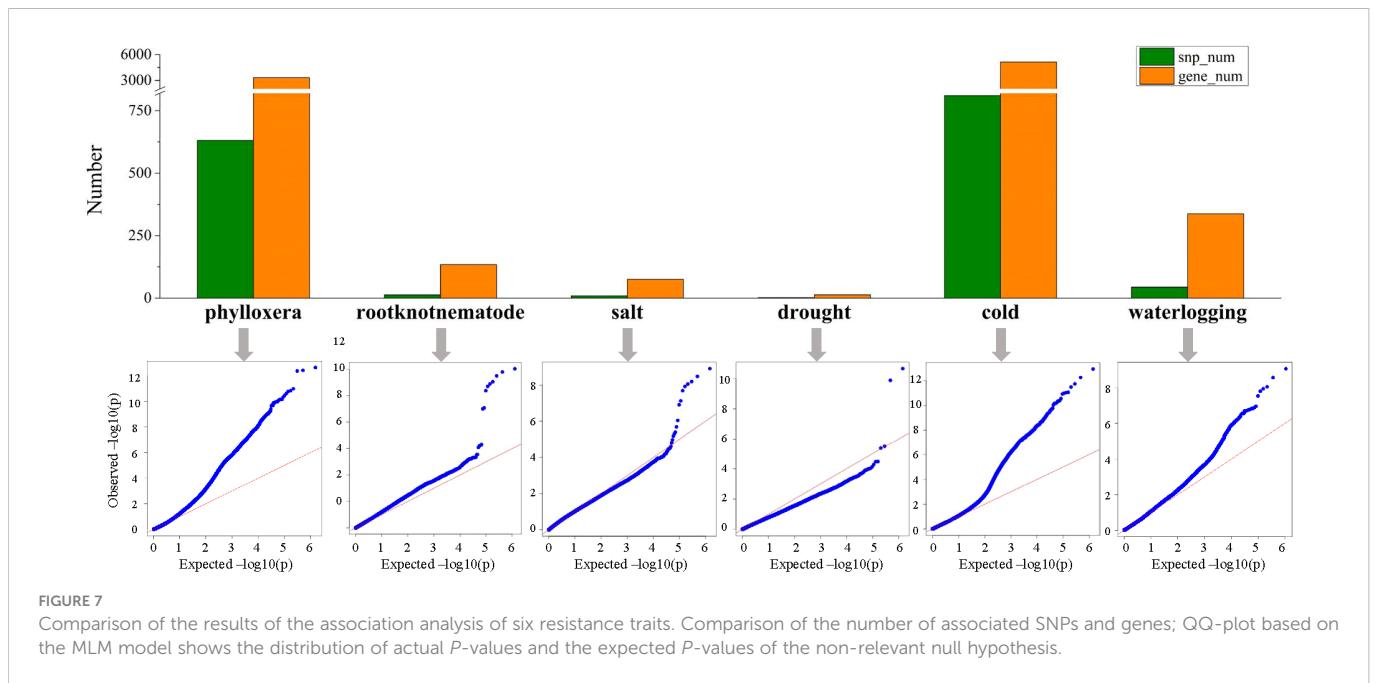 6000
3000
750
500
250
0
Number
snp_num
gene_num
phylloxera
rootknotnematode
salt
drought
cold
waterlogging
Observed –log10(p)
12
10
8
6
4
2
0
0 1 2 3 4 5 6
Expected –log10(p)
12
10
8
6
4
2
0
0 1 2 3 4 5 6
Expected –log10(p)
8
6
4
2
0
0 1 2 3 4 5 6
Expected –log10(p)
10
8
6
4
2
0
0 1 2 3 4 5 6
Expected –log10(p)
12
10
8
6
4
2
0
0 1 2 3 4 5 6
Expected –log10(p)
8
6
4
2
0
0 1 2 3 4 5 6
Expected –log10(p)
FIGURE 7
Comparison of the results of the association analysis of six resistance traits. Comparison of the number of associated SNPs and genes; QQ-plot based on
the MLM model shows the distribution of actual P-values and the expected P-values of the non-relevant null hypothesis.